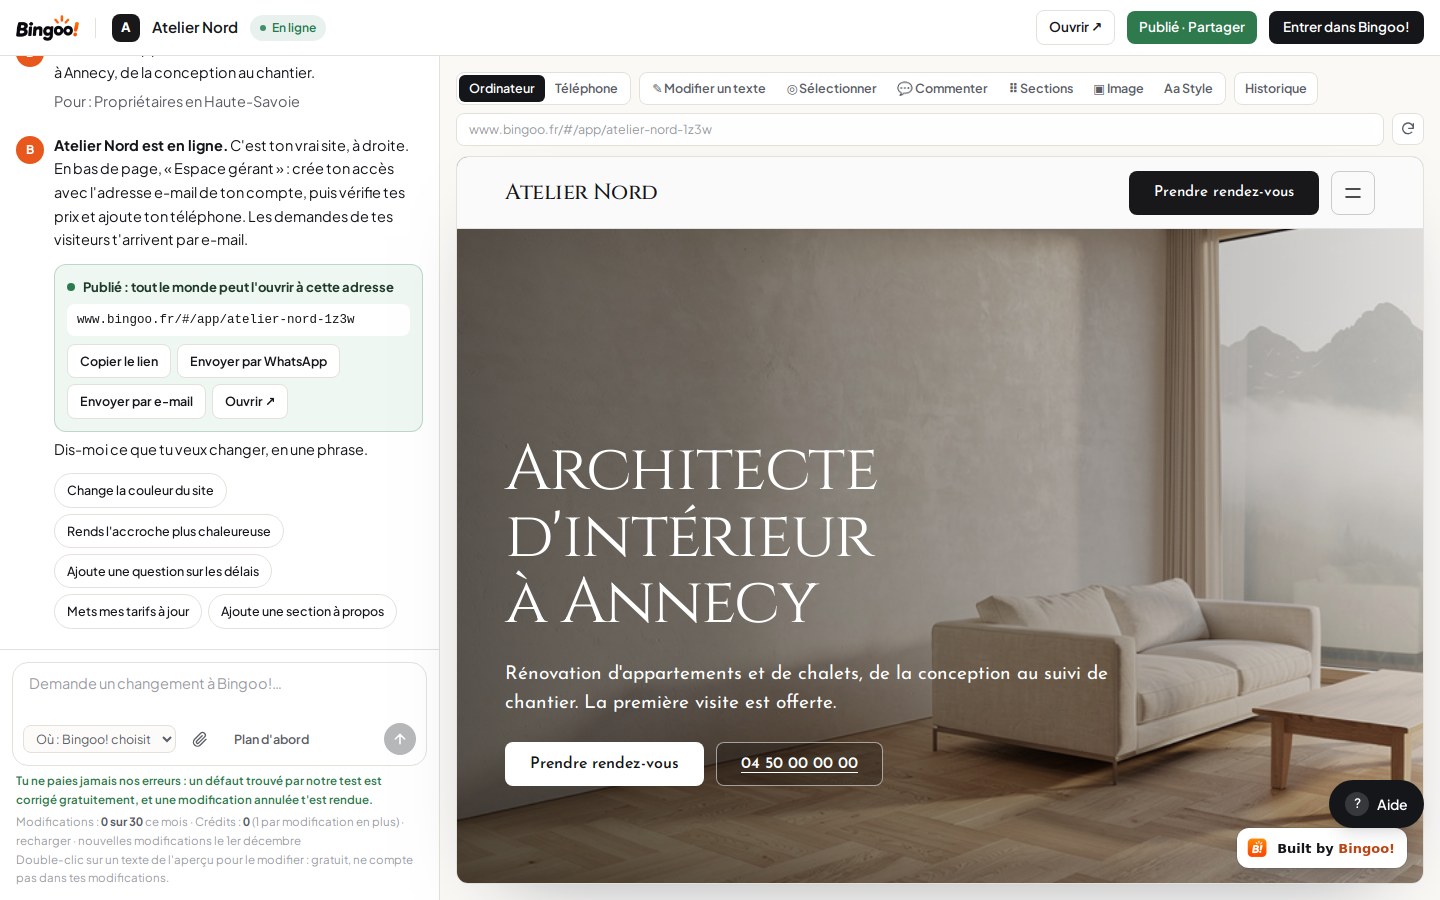 Bingoo!
A
Atelier Nord
En ligne
Ouvrir ↗
Publié · Partager
Entrer dans Bingoo!
à Annecy, de la conception au chantier.
Pour : Propriétaires en Haute-Savoie
B
Atelier Nord est en ligne. C'est ton vrai site, à droite.
En bas de page, « Espace gérant » : crée ton accès
avec l'adresse e-mail de ton compte, puis vérifie tes
prix et ajoute ton téléphone. Les demandes de tes
visiteurs t'arrivent par e-mail.
Publié : tout le monde peut l'ouvrir à cette adresse
www.bingoo.fr/#/app/atelier-nord-1z3w
Copier le lien
Envoyer par WhatsApp
Envoyer par e-mail
Ouvrir ↗
Dis-moi ce que tu veux changer, en une phrase.
Change la couleur du site
Rends l'accroche plus chaleureuse
Ajoute une question sur les délais
Mets mes tarifs à jour
Ajoute une section à propos
Demande un changement à Bingoo!…
Où : Bingoo! choisit
Plan d'abord
Tu ne paies jamais nos erreurs : un défaut trouvé par notre test est
corrigé gratuitement, et une modification annulée t'est rendue.
Modifications : 0 sur 30 ce mois · Crédits : 0 (1 par modification en plus) ·
recharger · nouvelles modifications le 1er décembre
Double-clic sur un texte de l'aperçu pour le modifier : gratuit, ne compte
pas dans tes modifications.
Ordinateur
Téléphone
✎ Modifier un texte
◎ Sélectionner
💬 Commenter
⠿ Sections
▣ Image
Aa Style
Historique
www.bingoo.fr/#/app/atelier-nord-1z3w
Atelier Nord
Prendre rendez-vous
Architecte
d'intérieur
à Annecy
Rénovation d'appartements et de chalets, de la conception au suivi de
chantier. La première visite est offerte.
Prendre rendez-vous
04 50 00 00 00
? Aide
B! Built by Bingoo!